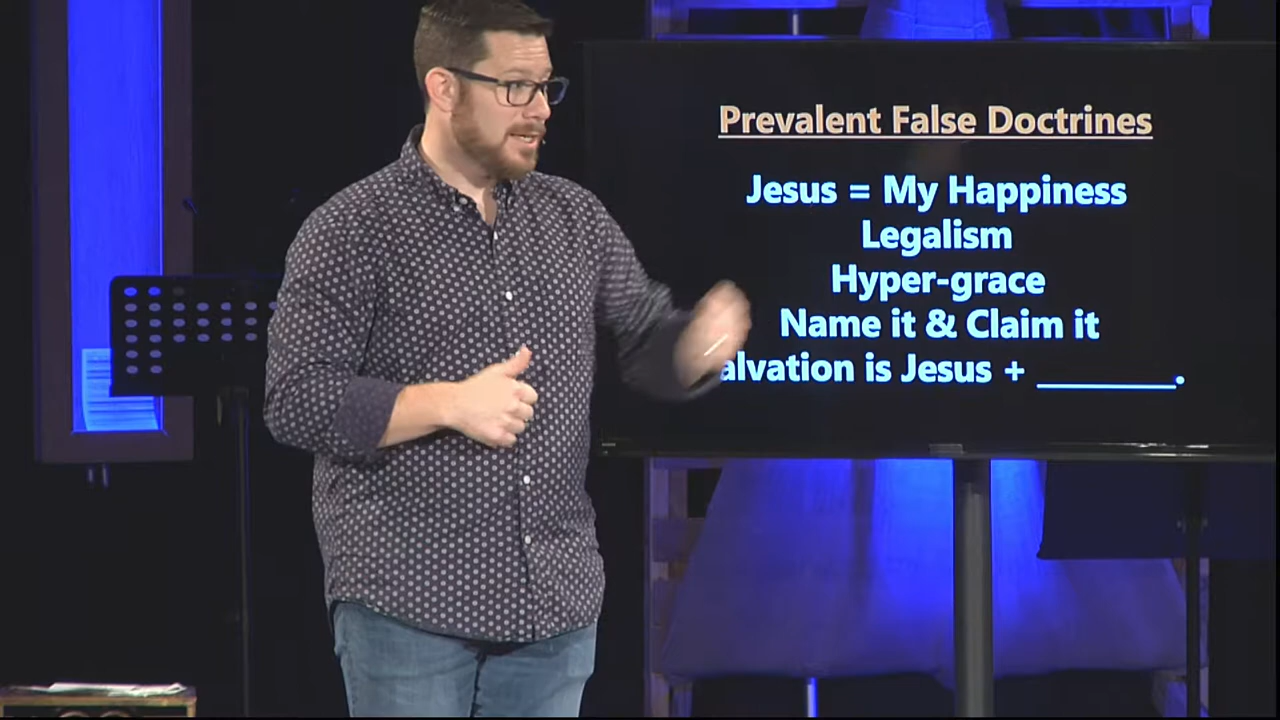 Prevalent False Doctrines
Jesus = My Happiness
Legalism
Hyper-grace
Name it & Claim it
alvation is Jesus + ________.